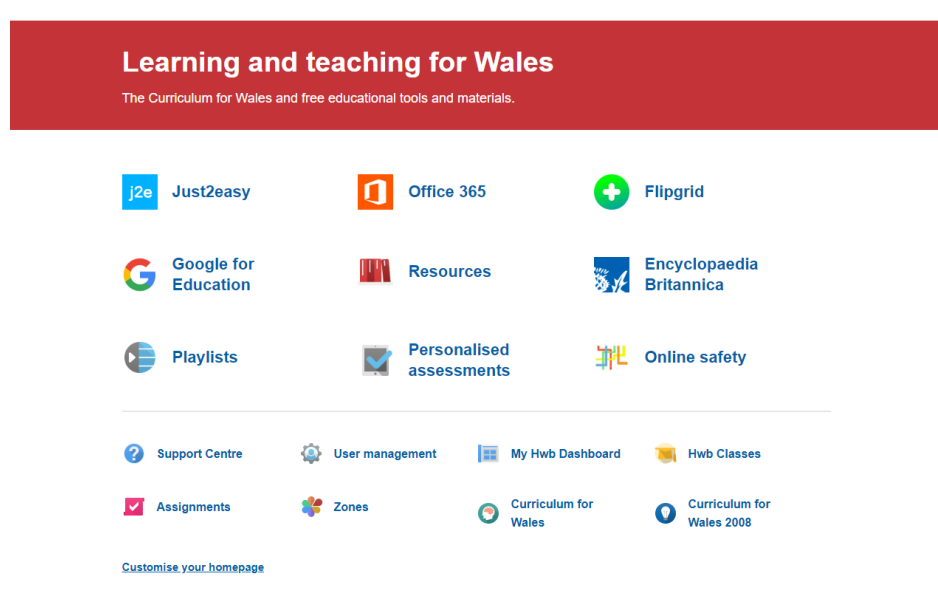 Learning and teaching for Wales
The Curriculum for Wales and free educational tools and materials.
j2e Just2easy
Office 365
Flipgrid
Google for
Education
Resources
Encyclopaedia
Britannica
Playlists
Personalised
assessments
Online safety
Support Centre
User management
My Hwb Dashboard
Hwb Classes
Assignments
Zones
Curriculum for
Wales
Curriculum for
Wales 2008
Customise your homepage